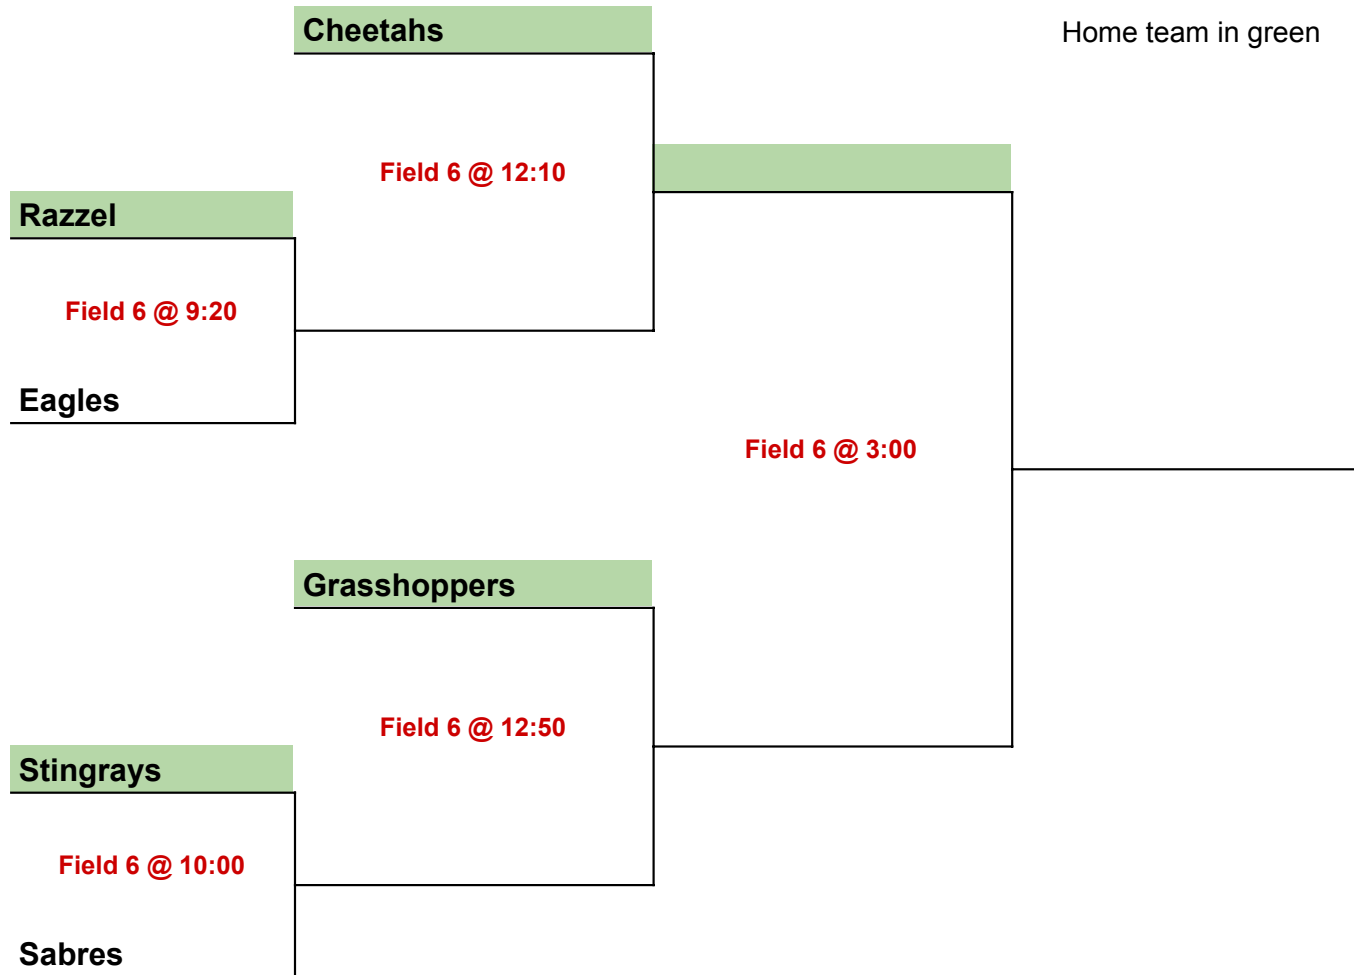 Cheetahs
Home team in green
Field 6 @ 12:10
Razzel
Field 6 @ 9:20
Eagles
Field 6 @ 3:00
Grasshoppers
Field 6 @ 12:50
Stingrays
Field 6 @ 10:00
Sabres